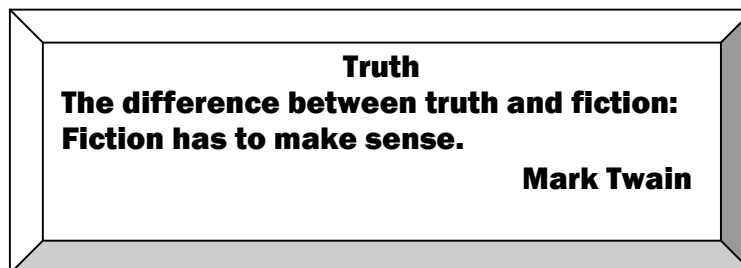 Truth
The difference between truth and fiction:
Fiction has to make sense.
Mark Twain